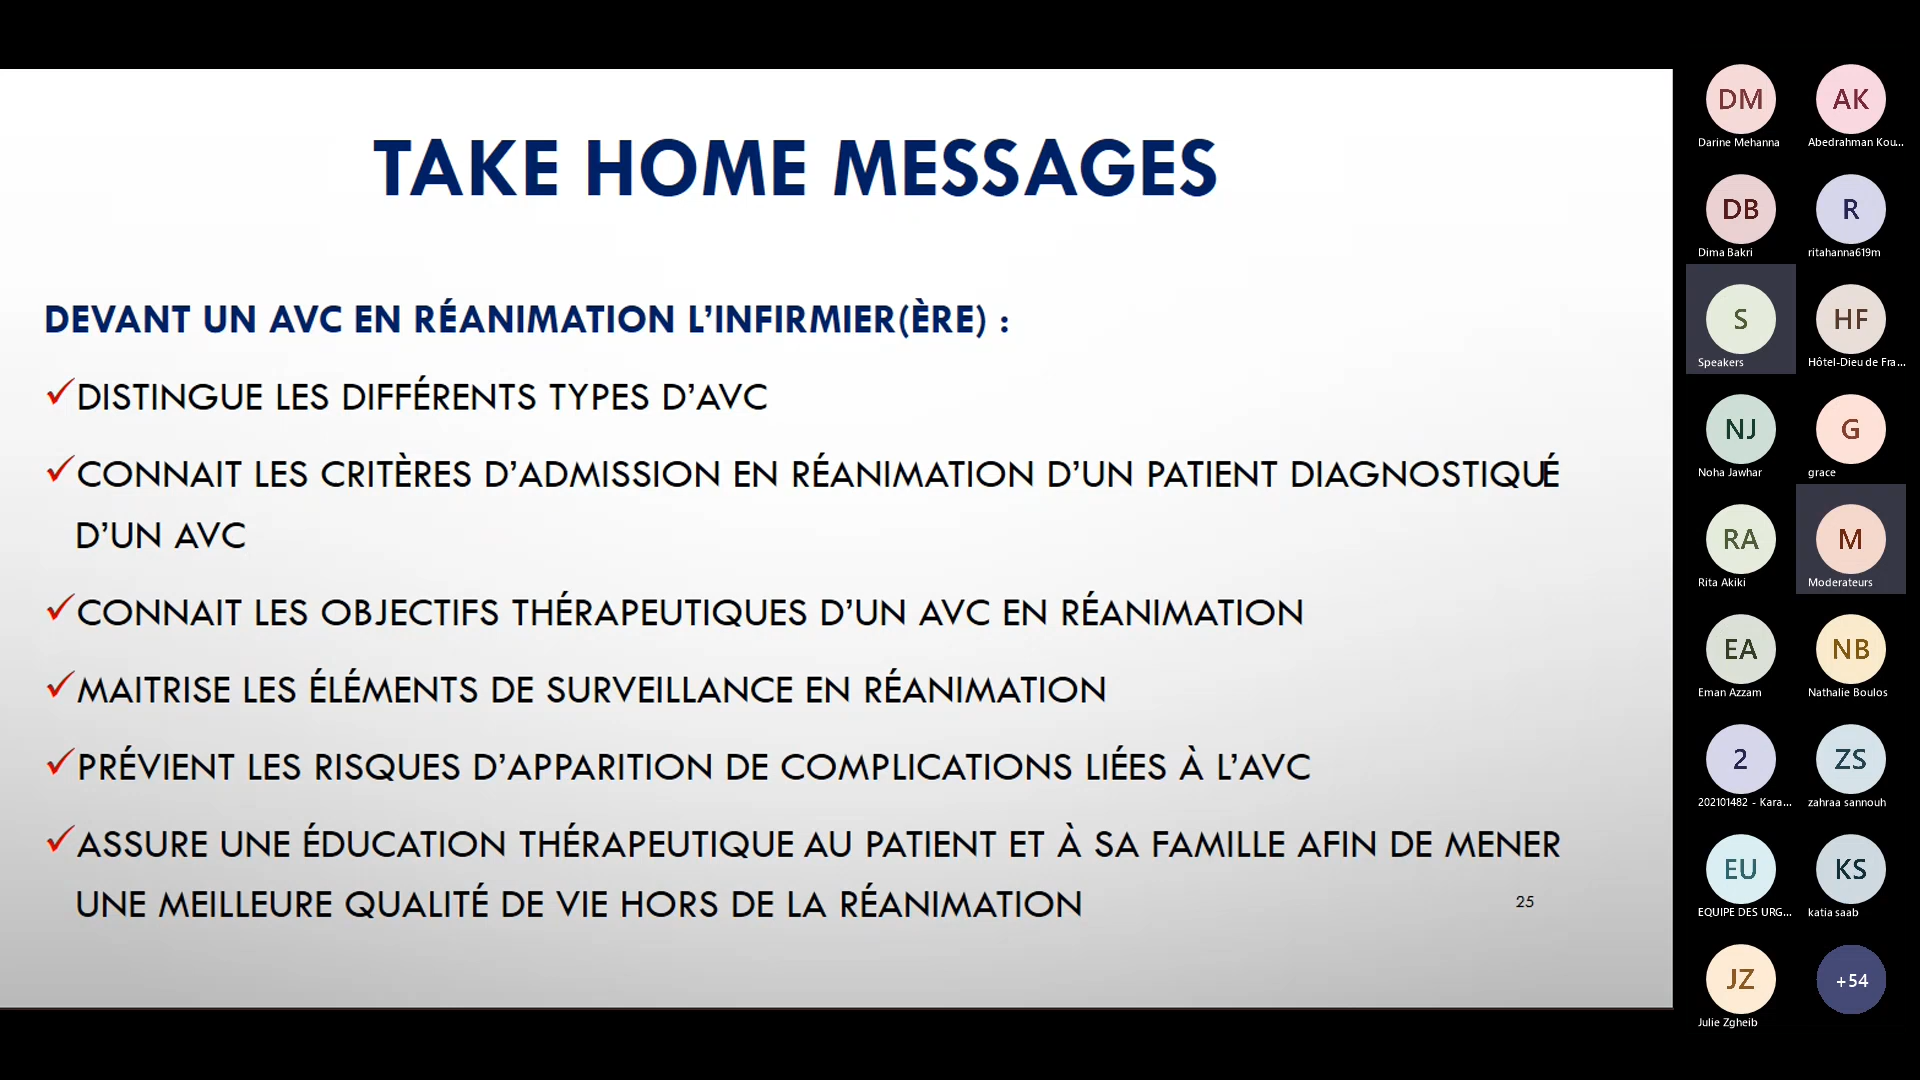 TAKE HOME MESSAGES
DEVANT UN AVC EN RÉANIMATION L’INFIRMIER(ÈRE) :
✓DISTINGUE LES DIFFÉRENTS TYPES D’AVC
✓CONNAIT LES CRITÈRES D’ADMISSION EN RÉANIMATION D’UN PATIENT DIAGNOSTIQUÉ
D’UN AVC
✓CONNAIT LES OBJECTIFS THÉRAPEUTIQUES D’UN AVC EN RÉANIMATION
✓MAITRISE LES ÉLÉMENTS DE SURVEILLANCE EN RÉANIMATION
✓PRÉVIENT LES RISQUES D’APPARITION DE COMPLICATIONS LIÉES À L’AVC
✓ASSURE UNE ÉDUCATION THÉRAPEUTIQUE AU PATIENT ET À SA FAMILLE AFIN DE MENER
UNE MEILLEURE QUALITÉ DE VIE HORS DE LA RÉANIMATION
25
DM
Darine Mehanna
AK
Abedrahman Kou...
DB
Dima Bakri
R
ritahanna619m
S
Speakers
HF
Hôtel-Dieu de Fra...
NJ
Noha Jawhar
G
grace
RA
Rita Akiki
M
Moderateurs
EA
Eman Azzam
NB
Nathalie Boulos
2
202101482 - Kara...
ZS
zahraa sannouh
EU
EQUIPE DES URG...
KS
katia saab
JZ
Julie Zgheib
+54